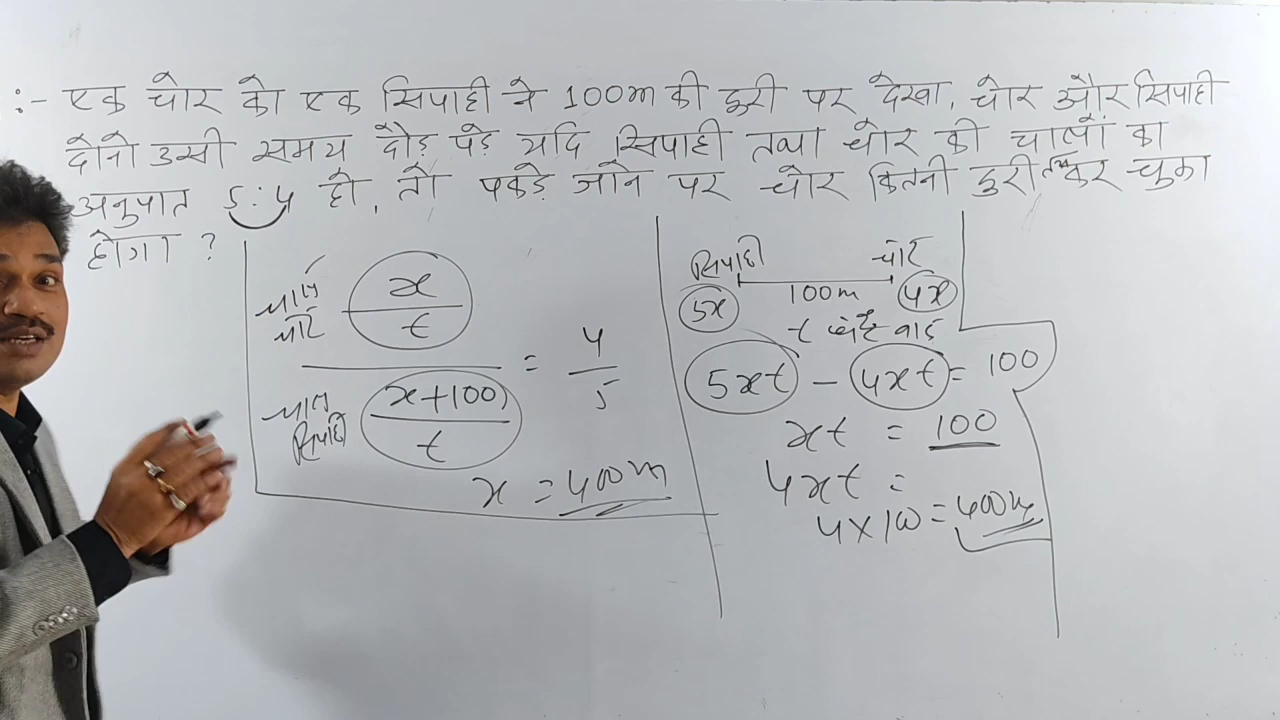 :- एक चोर को एक सिपाही ने 100m की दुरी पर देखा, चोर और सिपाही
दोनो उसी समय दौड़ पड़े यदि सिपाही तथा चोर की चालों का
अनुपात 5:4 हो, तो पकड़े जाने पर चोर कितनी दुरी तय कर चुका
होगा ?
चाल
चोर
x
t
चाल
सिपाही
x+100
t
= 4
5
x = 400m
सिपाही चोर
100m
5x 4x
t घंटे बाद
5xt - 4xt = 100
xt = 100
4xt =
4 x 100 = 400m